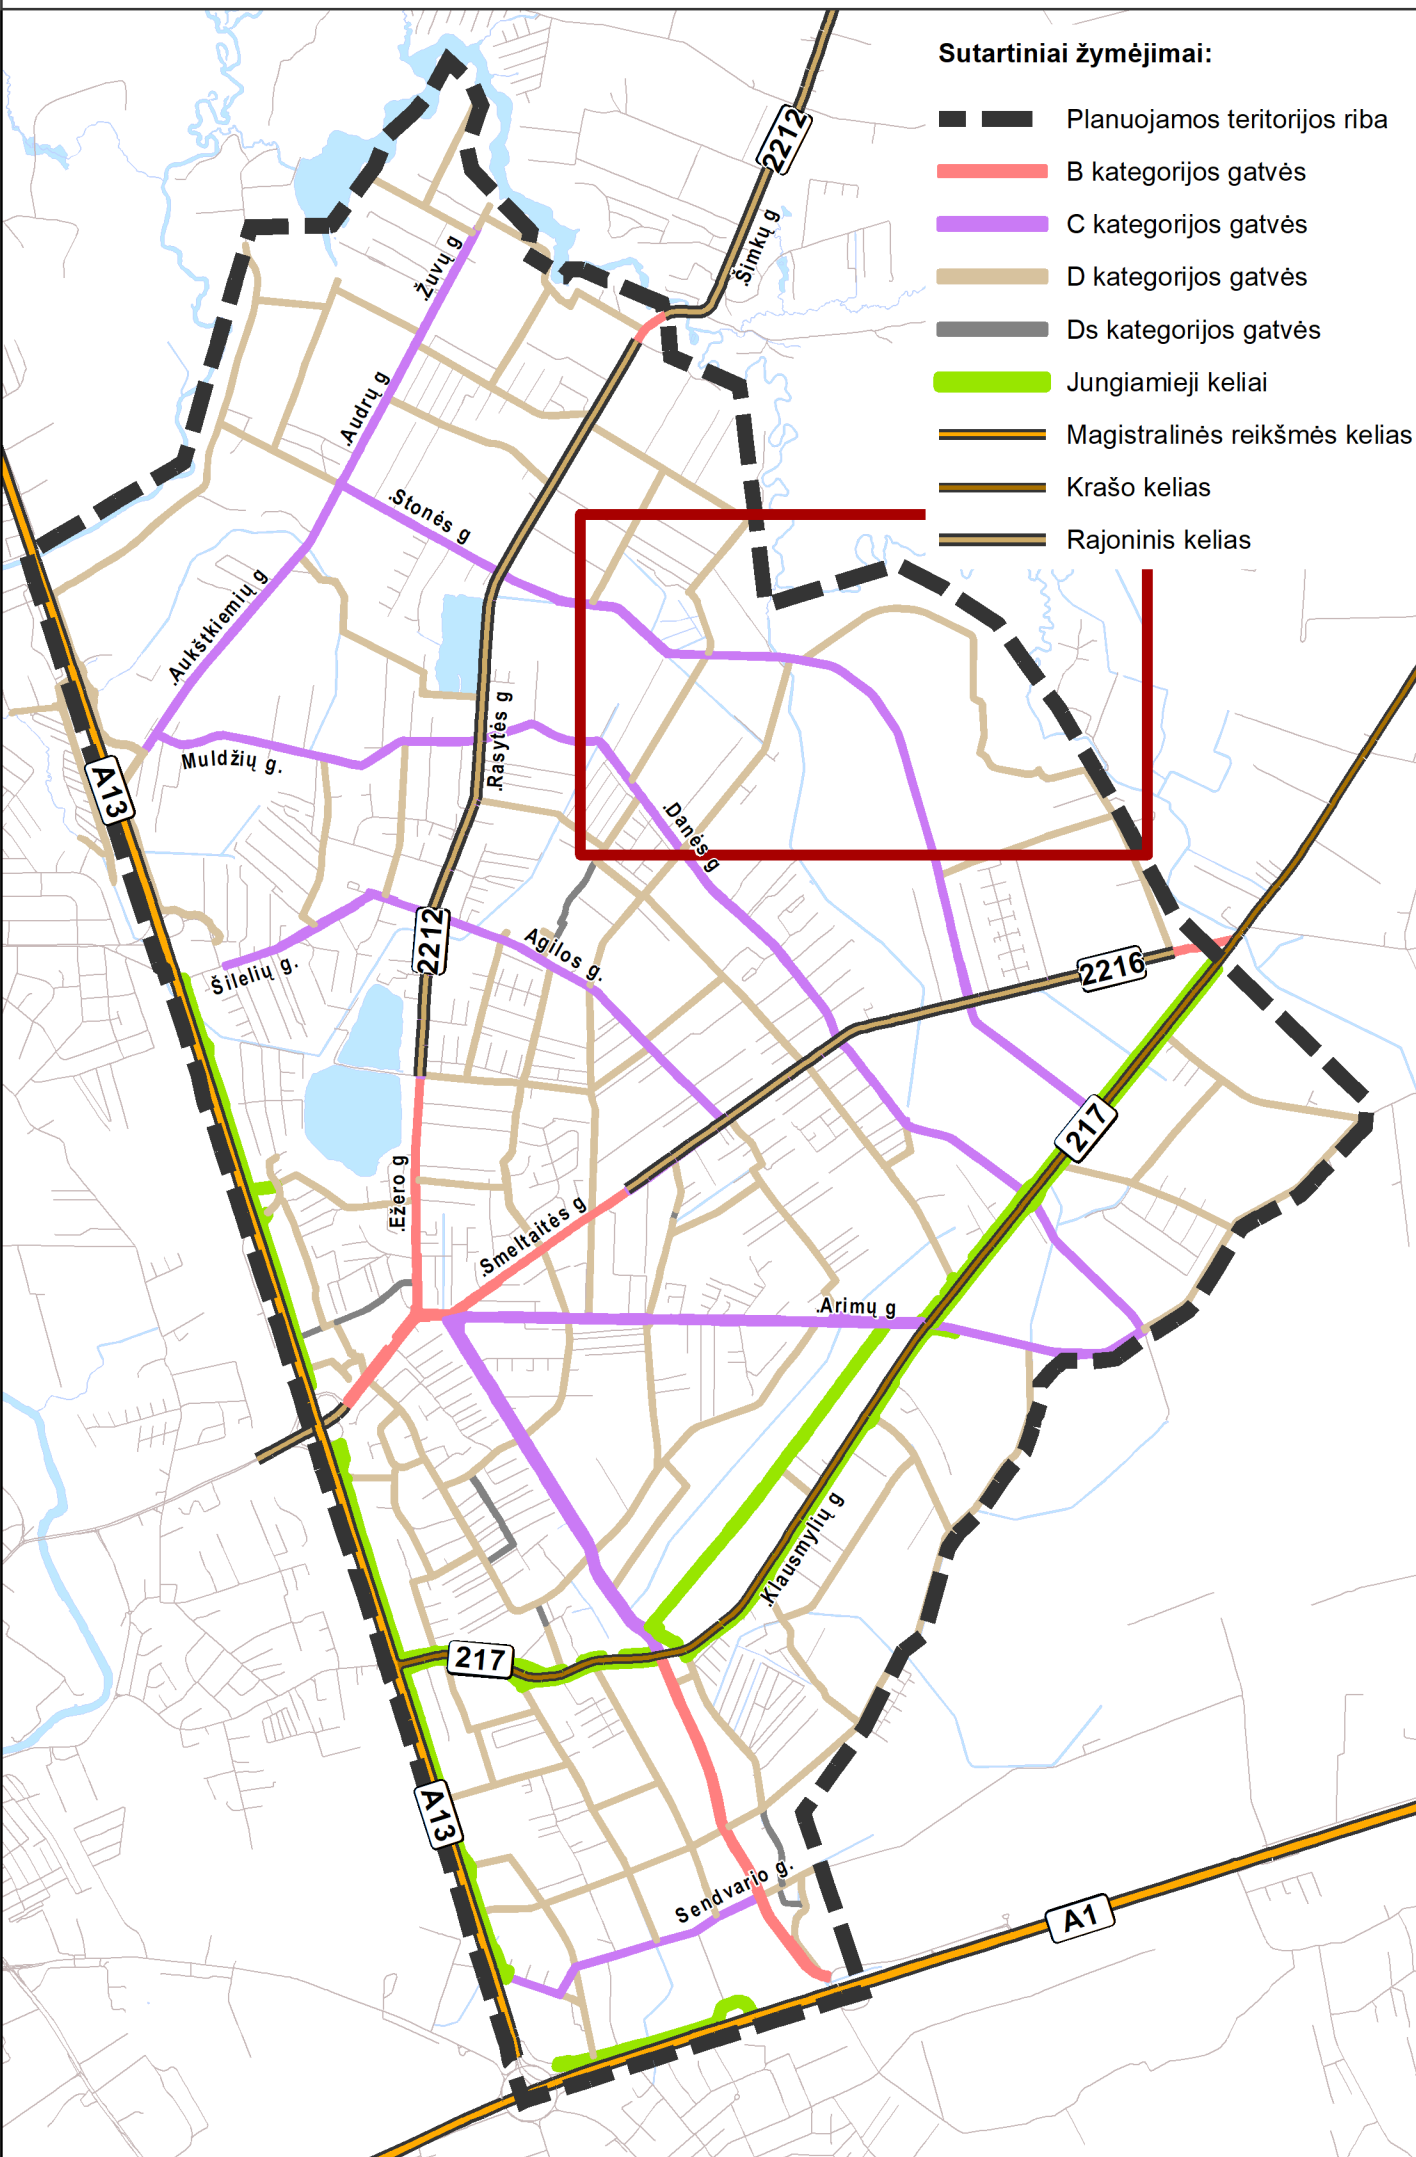 Sutartiniai žymėjimai:
Planuojamos teritorijos riba
B kategorijos gatvės
C kategorijos gatvės
D kategorijos gatvės
Ds kategorijos gatvės
Jungiamieji keliai
Magistralinės reikšmės kelias
Krašo kelias
Rajoninis kelias
2212
.Šimkų g
.Žuvų g
.Audrų g
.Stonės g
.Aukštkiemių g
.Rasytės g
Muldžių g.
A13
.Danės g
2212
Agilos g.
Šilelių g.
2216
217
.Ežero g
.Smeltaitės g
.Arimų g
.Klausmylių g
217
A13
Sendvario g.
A1